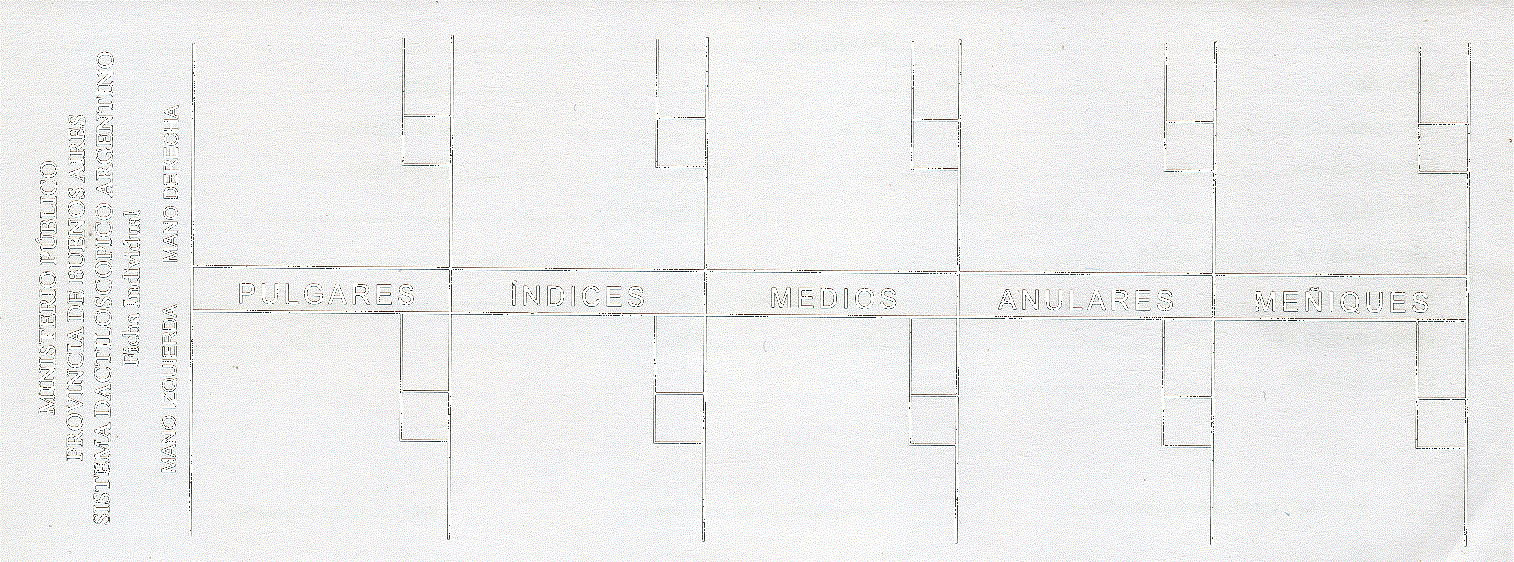 MINISTERIO PÚBLICO
PROVINCIA DE BUENOS AIRES
SISTEMA DACTILOSCOPICO ARGENTINO
Ficha Individual
MANO DERECHA
MANO IZQUIERDA
PULGARES
ÍNDICES
MEDIOS
ANULARES
MEÑIQUES